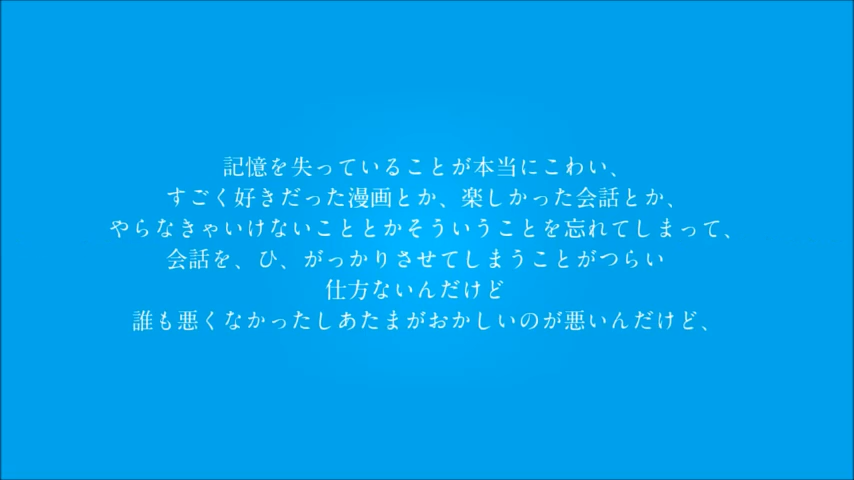 記憶を失っていることが本当にこわい、
すごく好きだった漫画とか、楽しかった会話とか、
やらなきゃいけないこととかそういうことを忘れてしまって、
会話を、ひ、がっかりさせてしまうことがつらい
仕方ないんだけど
誰も悪くなかったしあたまがおかしいのが悪いんだけど、